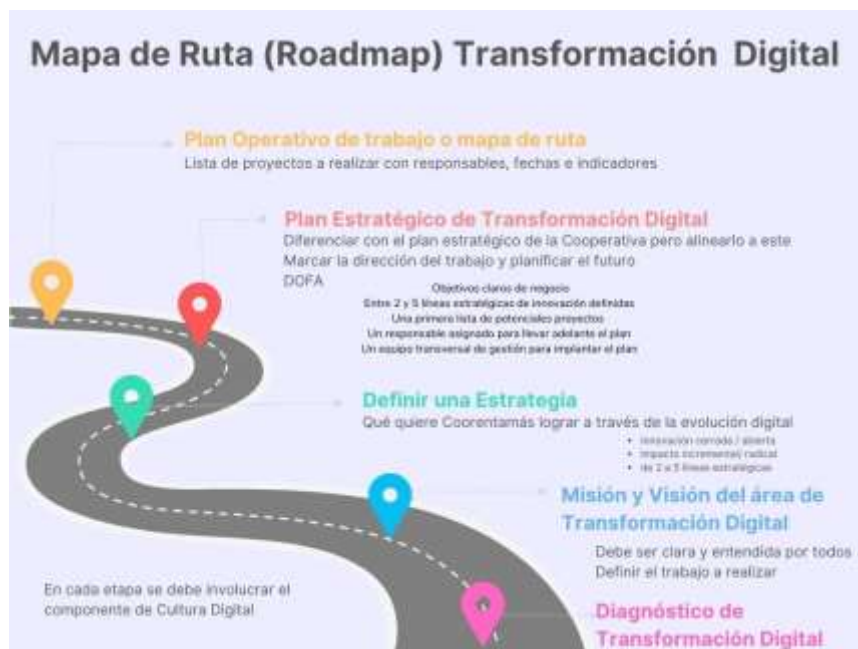 Mapa de Ruta (Roadmap) Transformación Digital
Plan Operativo de trabajo o mapa de ruta
Lista de proyectos a realizar con responsables, fechas e indicadores
Plan Estratégico de Transformación Digital
Diferenciar con el plan estratégico de la Cooperativa pero alinearlo a este
Marcar la dirección del trabajo y planificar el futuro
DOFA
Objetivos claros de negocio
Entre 2 y 5 líneas estratégicas de innovación definidas
Una primera lista de potenciales proyectos
Un responsable asignado para llevar adelante el plan
Un equipo transversal de gestión para implantar el plan
Definir una Estrategia
Qué quiere Coorentamás lograr a través de la evolución digital
• innovación cerrada / abierta
• impacto incremental/ radical
• de 2 a 5 líneas estratégicas
Misión y Visión del área de
Transformación Digital
Debe ser clara y entendida por todos
Definir el trabajo a realizar
En cada etapa se debe involucrar el
componente de Cultura Digital
Diagnóstico de
Transformación Digital